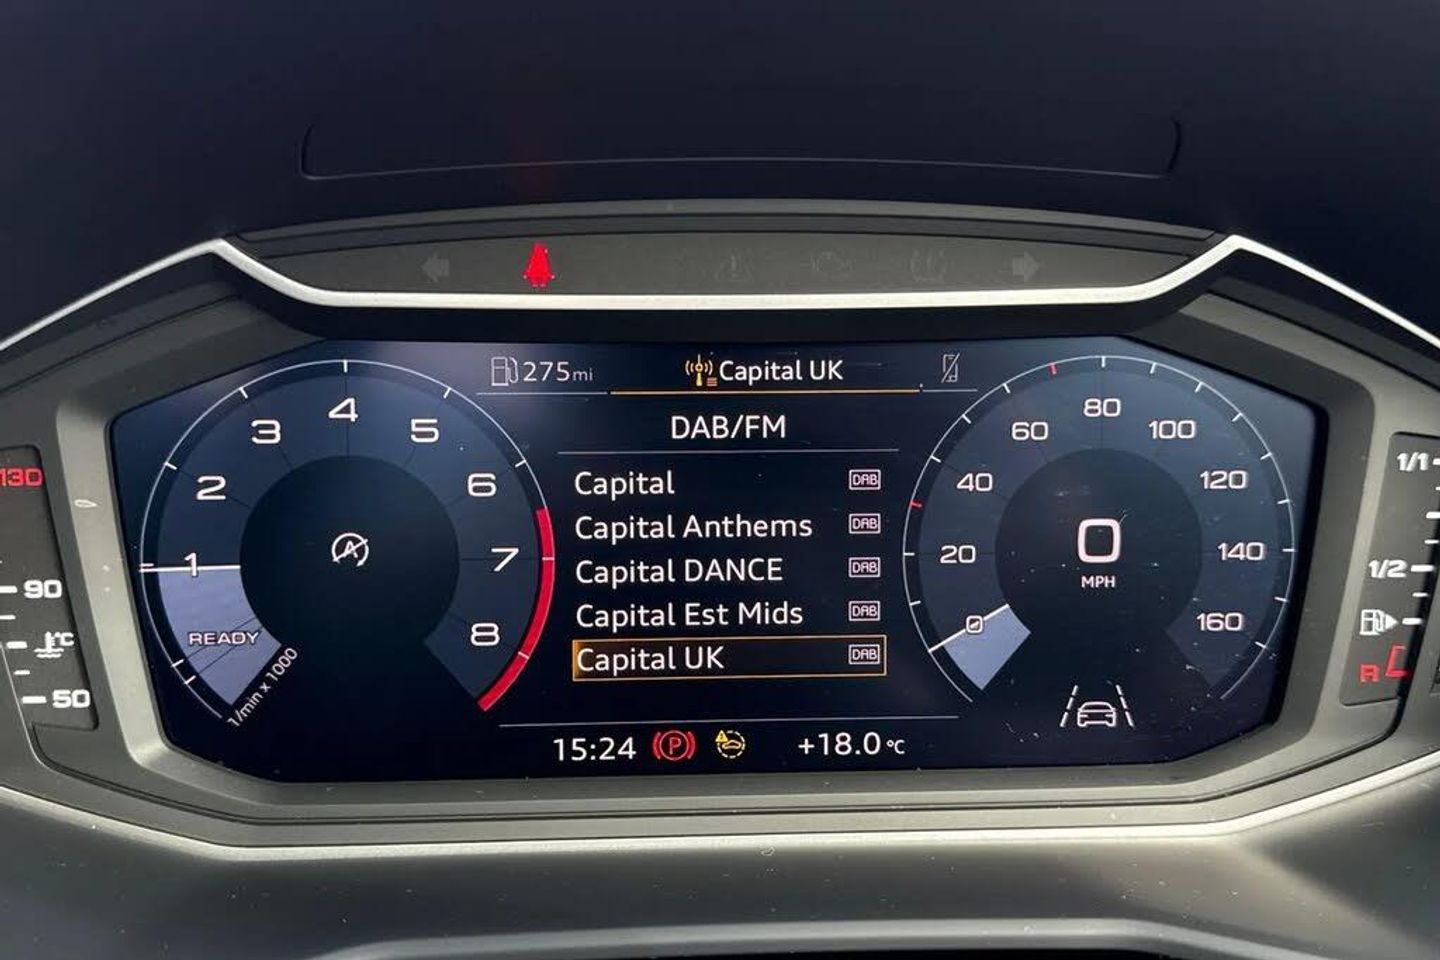 275mi
Capital UK
DAB/FM
Capital DAB
Capital Anthems DAB
Capital DANCE DAB
Capital Est Mids DAB
Capital UK DAB
15:24 P +18.0°C
READY
1
2
3
4
5
6
7
8
1/min x 1000
A
0
20
40
60
80
100
120
140
160
0
MPH
130
90
°C
50
1/1
1/2
R